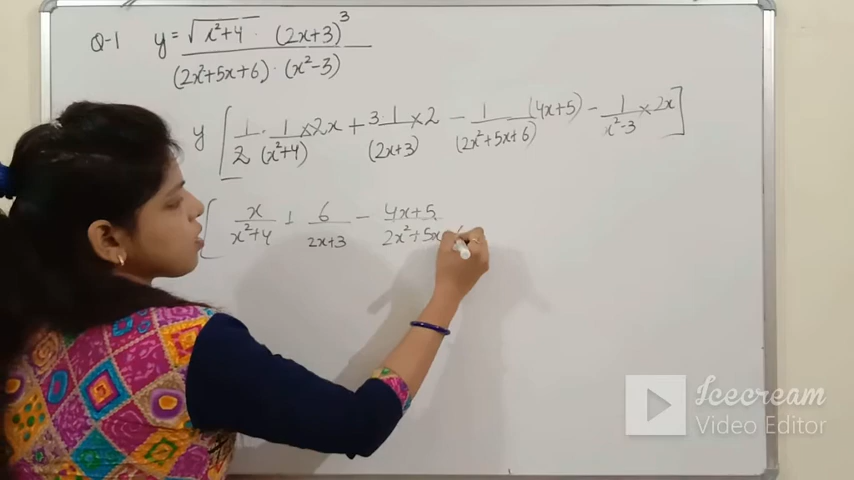 Q-1 y = √(x²+4) · (2x+3)³ / (2x²+5x+6) · (x²-3)
y [ 1/2 · 1/(x²+4) × 2x + 3 · 1/(2x+3) × 2 - 1/(2x²+5x+6) (4x+5) - 1/(x²-3) × 2x ]
[ x/(x²+4) + 6/(2x+3) - (4x+5)/(2x²+5x
Icecream
Video Editor